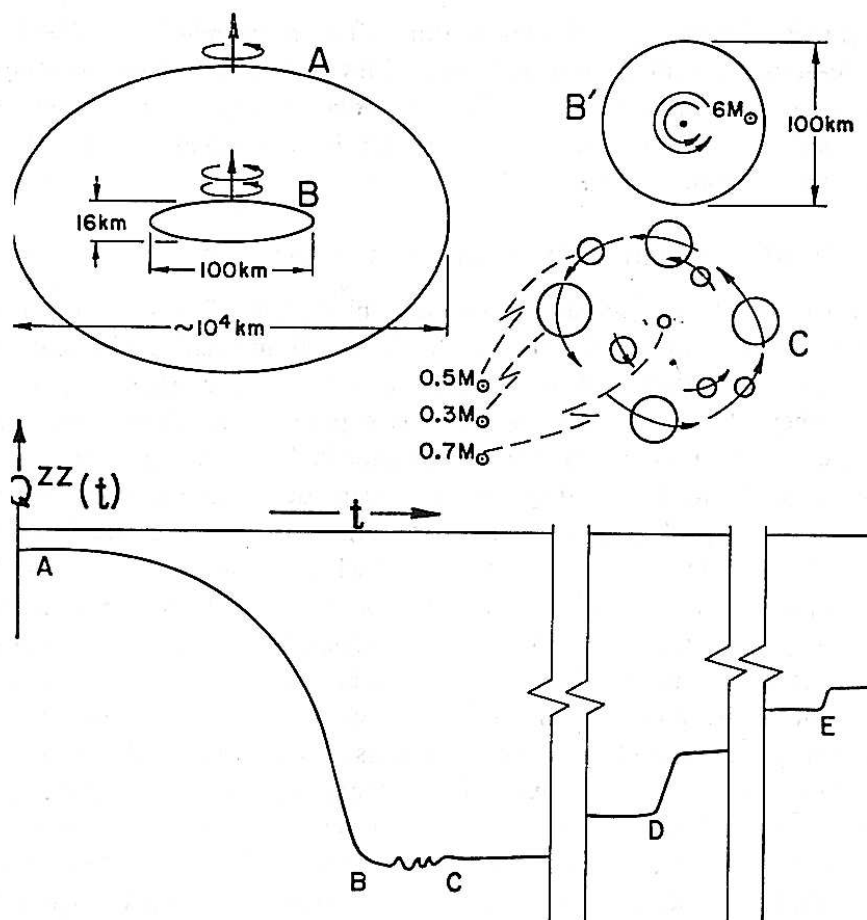 A
B
16km
100km
~10⁴km
B'
6M☉
100km
C
0.5M☉
0.3M☉
0.7M☉
Q^ZZ(t)
t
A
B
C
D
E